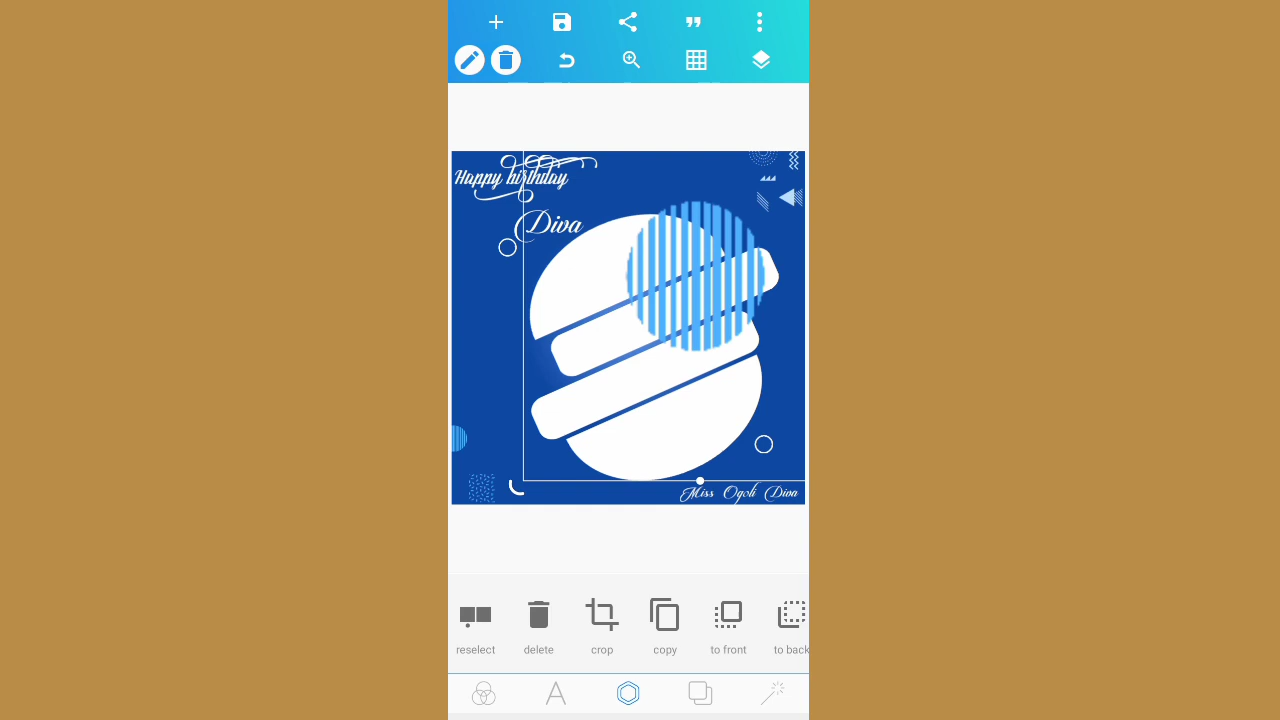 Happy birthday
Diva
Miss Ogoli Diva
reselect
delete
crop
copy
to front
to back